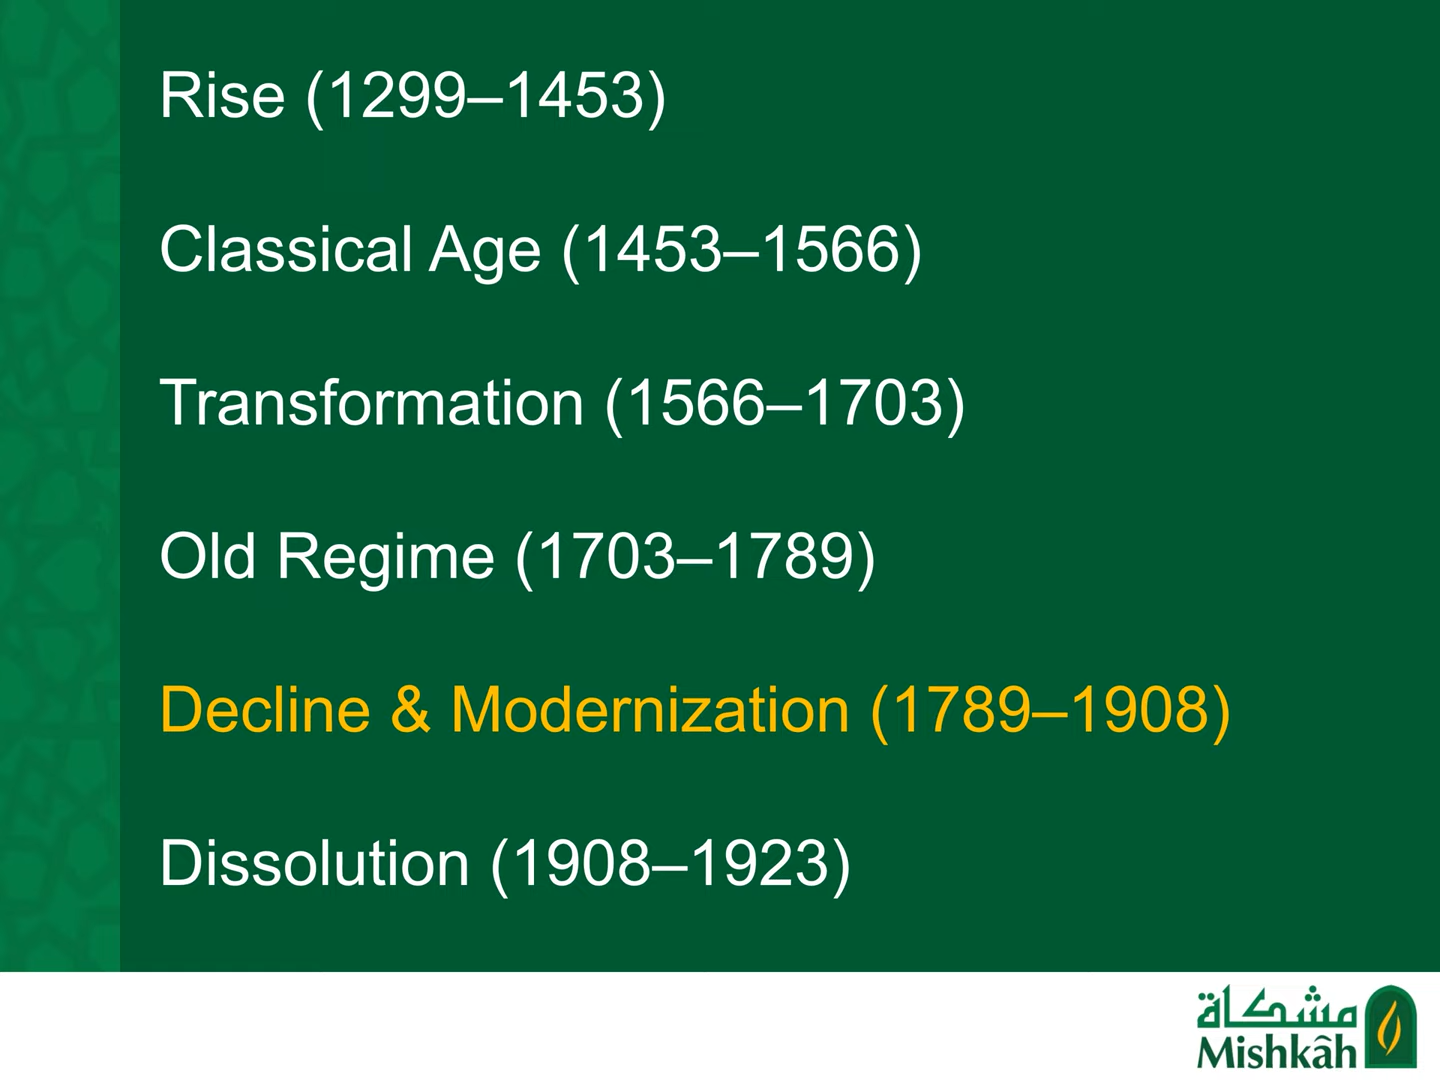 Rise (1299–1453)
Classical Age (1453–1566)
Transformation (1566–1703)
Old Regime (1703–1789)
Decline & Modernization (1789–1908)
Dissolution (1908–1923)
مشكاة
Mishkâh